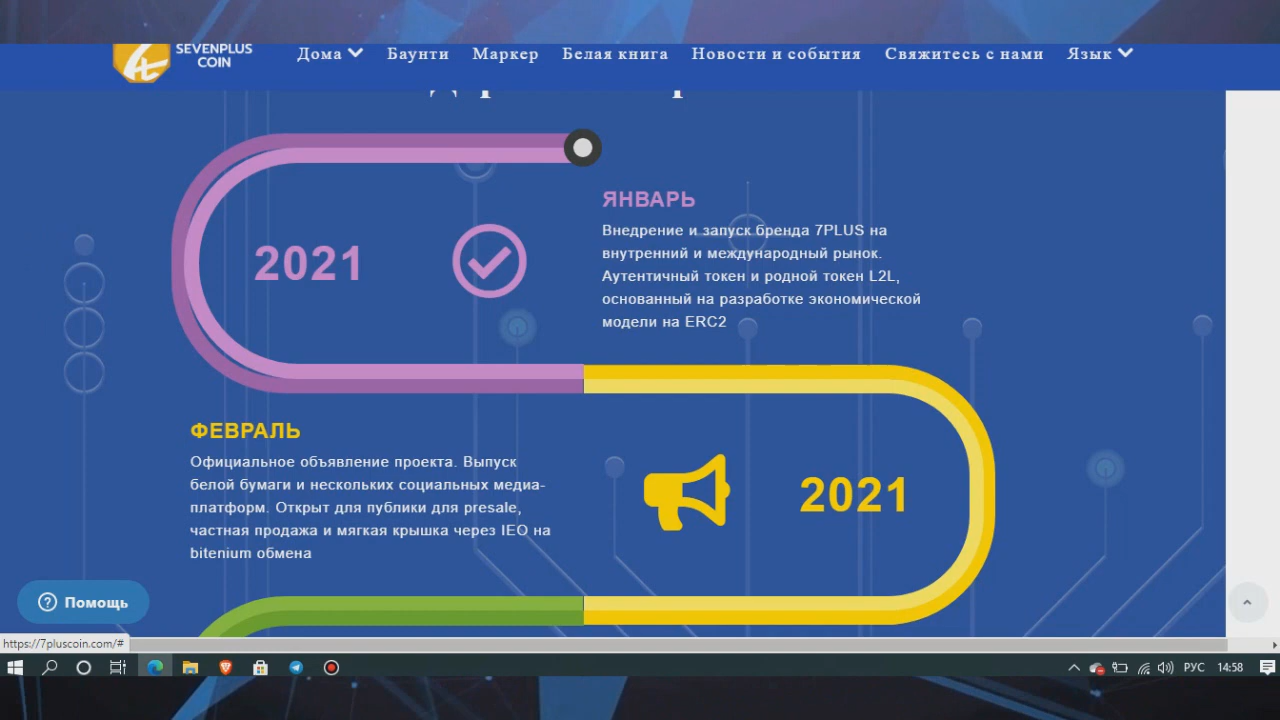 SEVENPLUS
COIN
Дома Баунти Маркер Белая книга Новости и события Свяжитесь с нами Язык
ЯНВАРЬ
2021
Внедрение и запуск бренда 7PLUS на
внутренний и международный рынок.
Аутентичный токен и родной токен L2L,
основанный на разработке экономической
модели на ERC2
ФЕВРАЛЬ
Официальное объявление проекта. Выпуск
белой бумаги и нескольких социальных медиа-
платформ. Открыт для публики для presale,
частная продажа и мягкая крышка через IEO на
bitenium обмена
2021
Помощь
https://7pluscoin.com/#
РУС 14:58